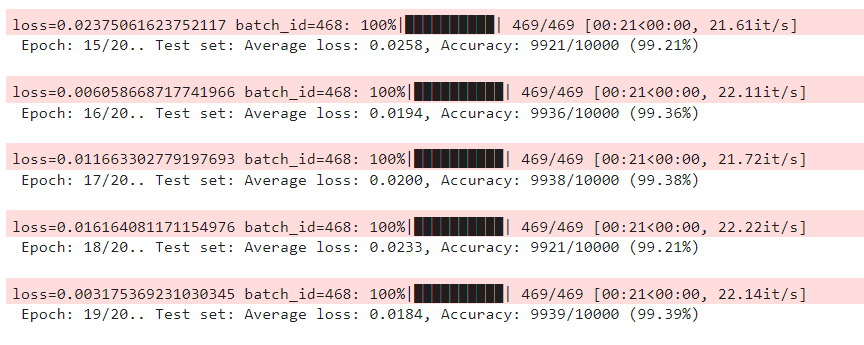 loss=0.02375061623752117 batch_id=468: 100%|██████████| 469/469 [00:21<00:00, 21.61it/s]
Epoch: 15/20.. Test set: Average loss: 0.0258, Accuracy: 9921/10000 (99.21%)
loss=0.006058668717741966 batch_id=468: 100%|██████████| 469/469 [00:21<00:00, 22.11it/s]
Epoch: 16/20.. Test set: Average loss: 0.0194, Accuracy: 9936/10000 (99.36%)
loss=0.011663302779197693 batch_id=468: 100%|██████████| 469/469 [00:21<00:00, 21.72it/s]
Epoch: 17/20.. Test set: Average loss: 0.0200, Accuracy: 9938/10000 (99.38%)
loss=0.016164081171154976 batch_id=468: 100%|██████████| 469/469 [00:21<00:00, 22.22it/s]
Epoch: 18/20.. Test set: Average loss: 0.0233, Accuracy: 9921/10000 (99.21%)
loss=0.003175369231030345 batch_id=468: 100%|██████████| 469/469 [00:21<00:00, 22.14it/s]
Epoch: 19/20.. Test set: Average loss: 0.0184, Accuracy: 9939/10000 (99.39%)